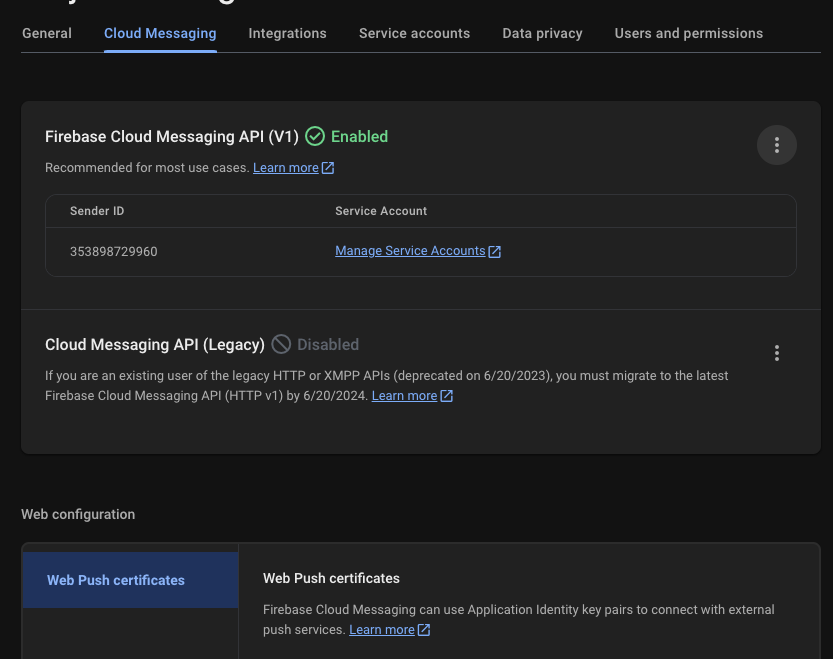 General Cloud Messaging Integrations Service accounts Data privacy Users and permissions
Firebase Cloud Messaging API (V1) Enabled
Recommended for most use cases. Learn more
Sender ID Service Account
353898729960 Manage Service Accounts
Cloud Messaging API (Legacy) Disabled
If you are an existing user of the legacy HTTP or XMPP APIs (deprecated on 6/20/2023), you must migrate to the latest
Firebase Cloud Messaging API (HTTP v1) by 6/20/2024. Learn more
Web configuration
Web Push certificates
Web Push certificates
Firebase Cloud Messaging can use Application Identity key pairs to connect with external
push services. Learn more